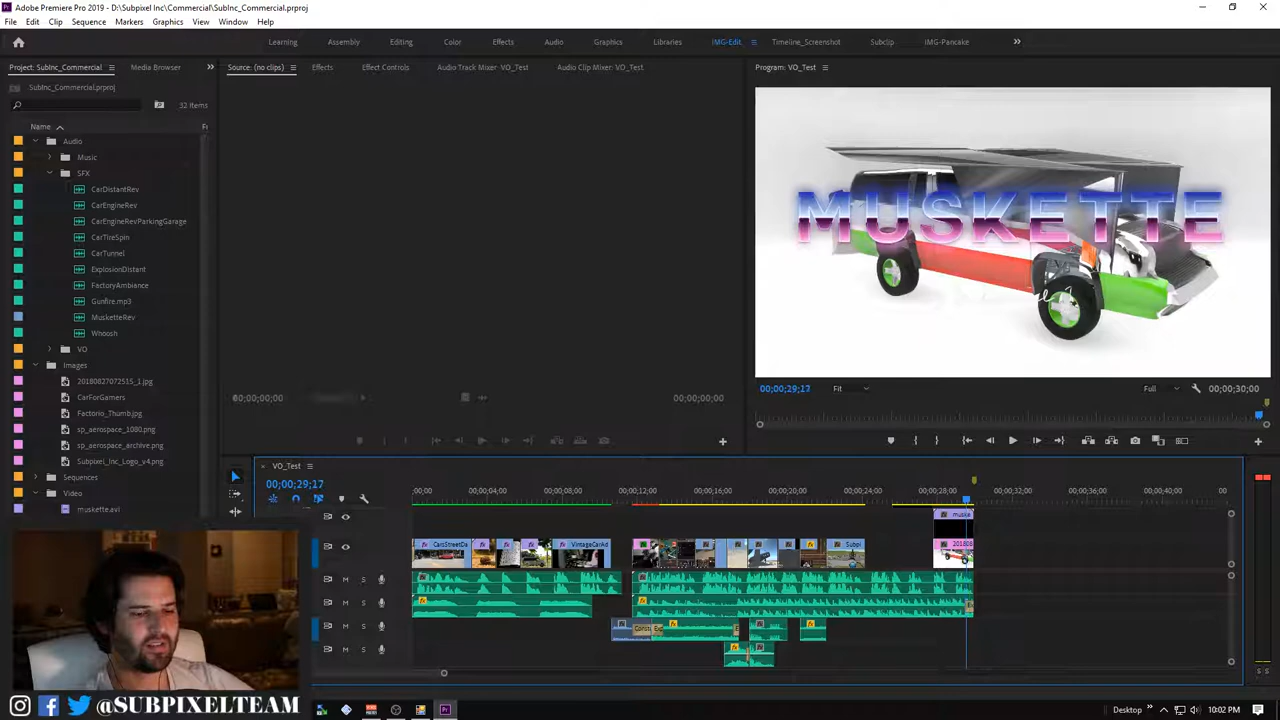 Adobe Premiere Pro 2019 - D:\Subpixel Inc\Commercial\SubInc_Commercial.prproj
File Edit Clip Sequence Markers Graphics View Window Help
Learning Assembly Editing Color Effects Audio Graphics Libraries IMG-Edit Timeline_Screenshot Subclip IMG-Pancake
Project: SubInc_Commercial Media Browser
Source: (no clips) Effects Effect Controls Audio Track Mixer: VO_Test Audio Clip Mixer: VO_Test
Program: VO_Test
SubInc_Commercial.prproj
32 Items
Name
Audio
Music
SFX
CarDistantRev
CarEngineRev
CarEngineRevParkingGarage
CarTireSpin
CarTunnel
ExplosionDistant
FactoryAmbiance
Gunfire.mp3
MusketteRev
Whoosh
VO
Images
20180827072515_1.jpg
CarForGamers
Factorio_Thumb.jpg
sp_aerospace_1080.png
sp_aerospace_archive.png
Subpixel_Inc_Logo_v4.png
Sequences
Video
muskette.avi
MUSKETTE
00;00;00;00
00;00;00;00
00;00;29;17 Fit Full 00;00;30;00
VO_Test
00;00;29;17
;00;00 00;00;04;00 00;00;08;00 00;00;12;00 00;00;16;00 00;00;20;00 00;00;24;00 00;00;28;00 00;00;32;00 00;00;36;00 00;00;40;00 00
muske
CarsStreetDa VintageCarAd Subpi 201808
M S
M S
M S
Const
M S
@SUBPIXELTEAM
Desktop 10:02 PM